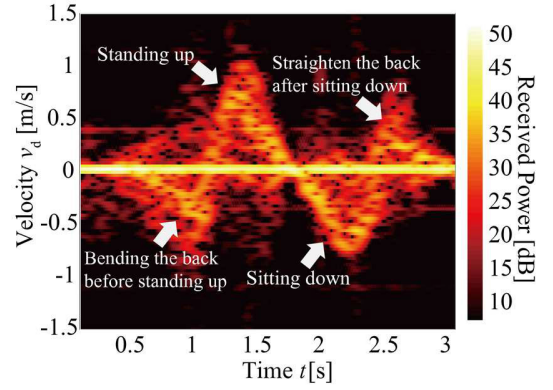 Standing up
Straighten the back
after sitting down
Bending the back
before standing up
Sitting down
Velocity v_d [m/s]
1.5
1
0.5
0
-0.5
-1
-1.5
0.5
1
1.5
2
2.5
3
Time t[s]
50
45
40
35
30
25
20
15
10
Received Power [dB]